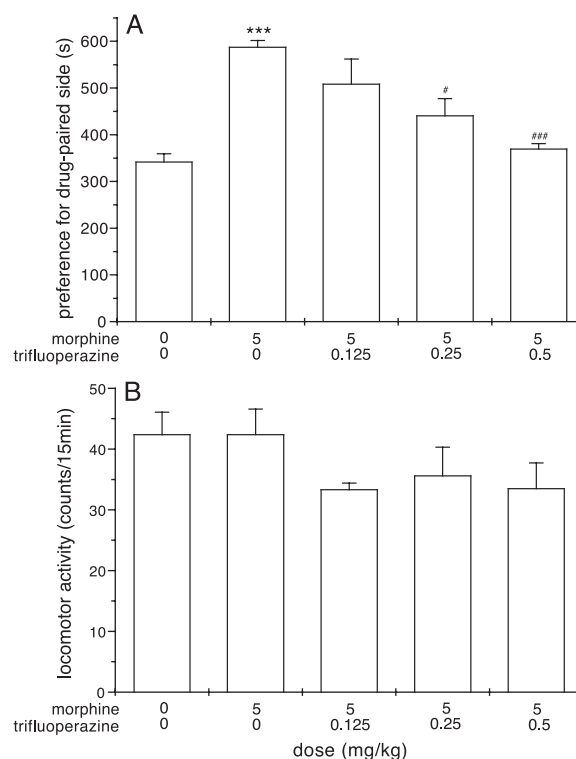 A
preference for drug-paired side (s)
600
500
400
300
200
100
0
***
#
###
morphine 0 5 5 5 5
trifluoperazine 0 0 0.125 0.25 0.5
B
locomotor activity (counts/15min)
50
40
30
20
10
0
morphine 0 5 5 5 5
trifluoperazine 0 0 0.125 0.25 0.5
dose (mg/kg)